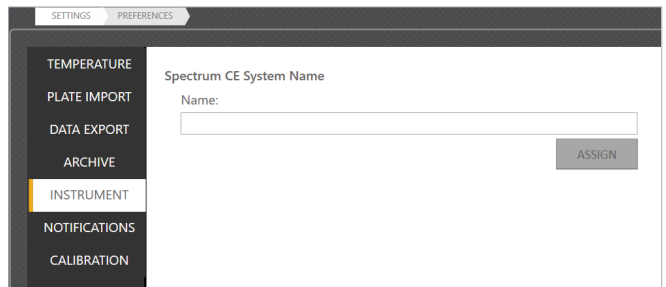 SETTINGS PREFERENCES
TEMPERATURE
PLATE IMPORT
DATA EXPORT
ARCHIVE
INSTRUMENT
NOTIFICATIONS
CALIBRATION
Spectrum CE System Name
Name:
ASSIGN